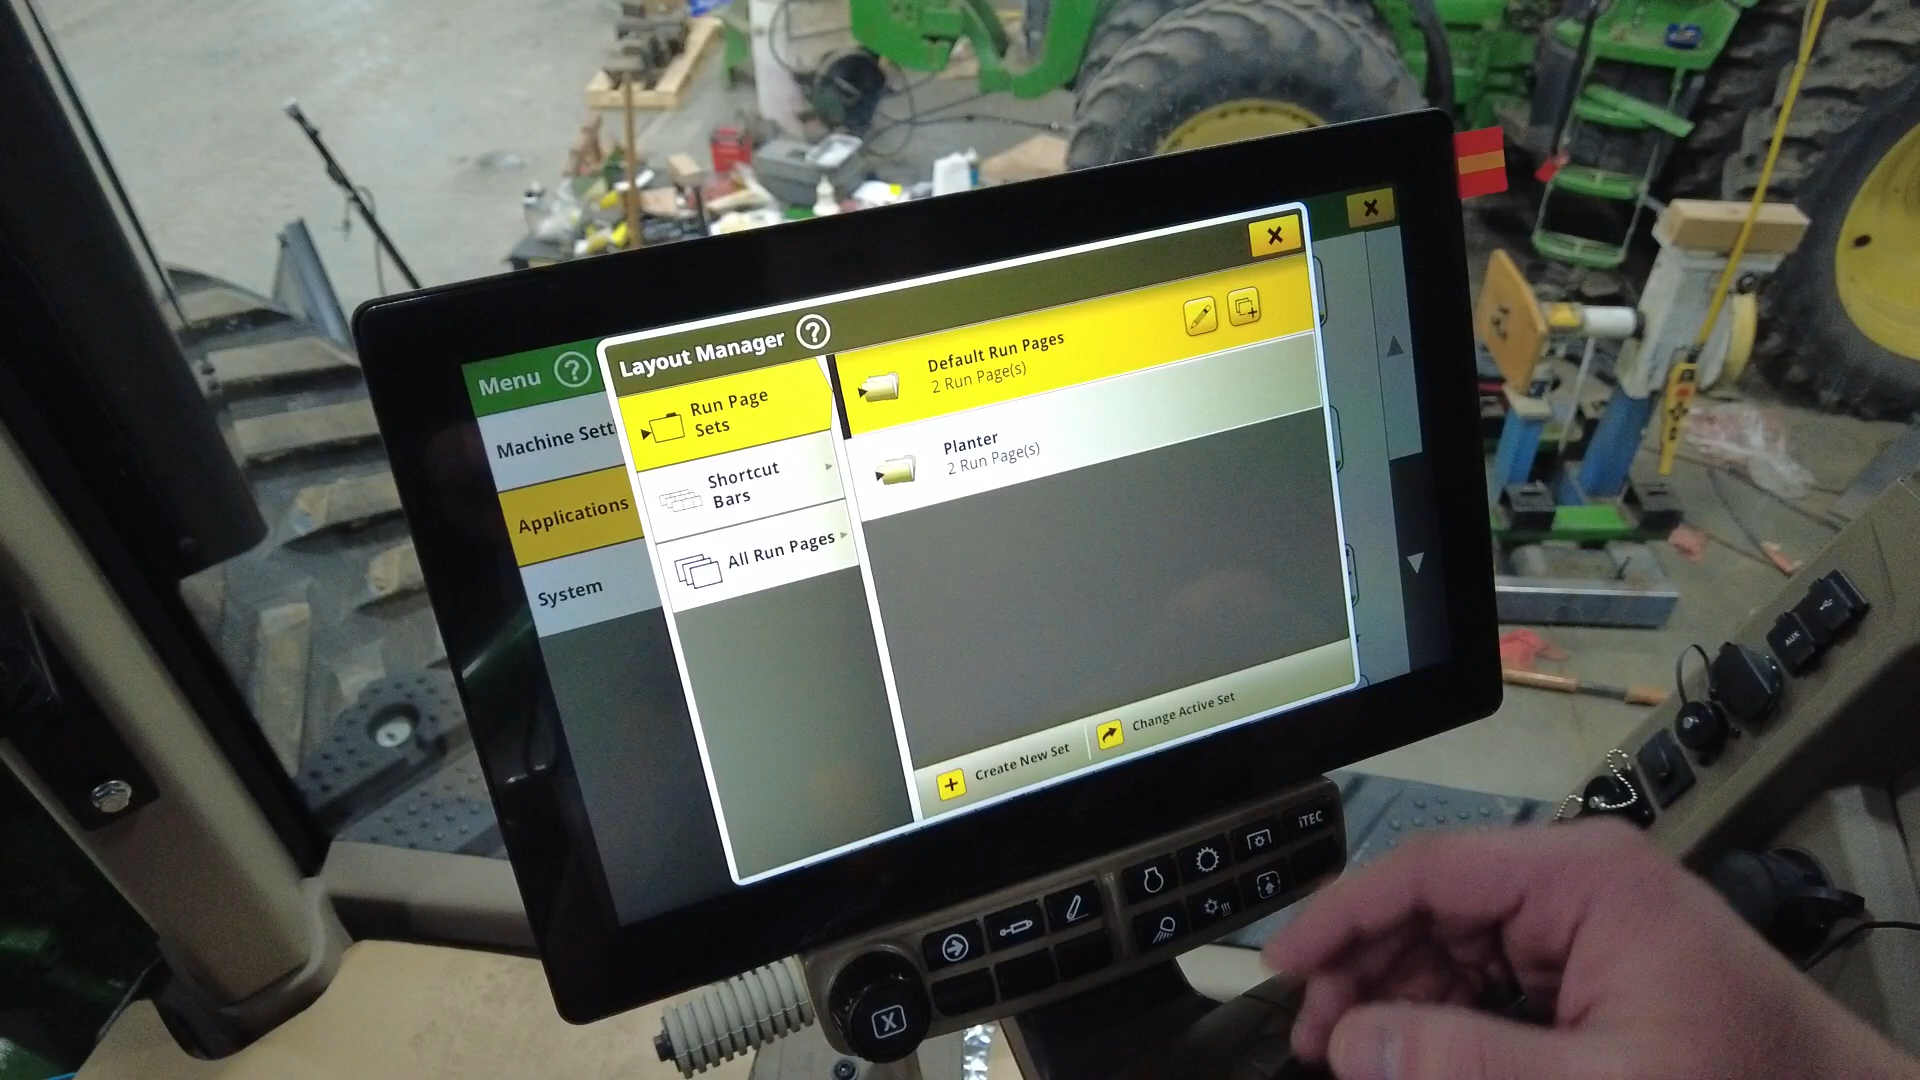 Menu
Machine Sett
Applications
System
Layout Manager
Run Page
Sets
Shortcut
Bars
All Run Pages
Default Run Pages
2 Run Page(s)
Planter
2 Run Page(s)
Create New Set
Change Active Set
iTEC
AUX